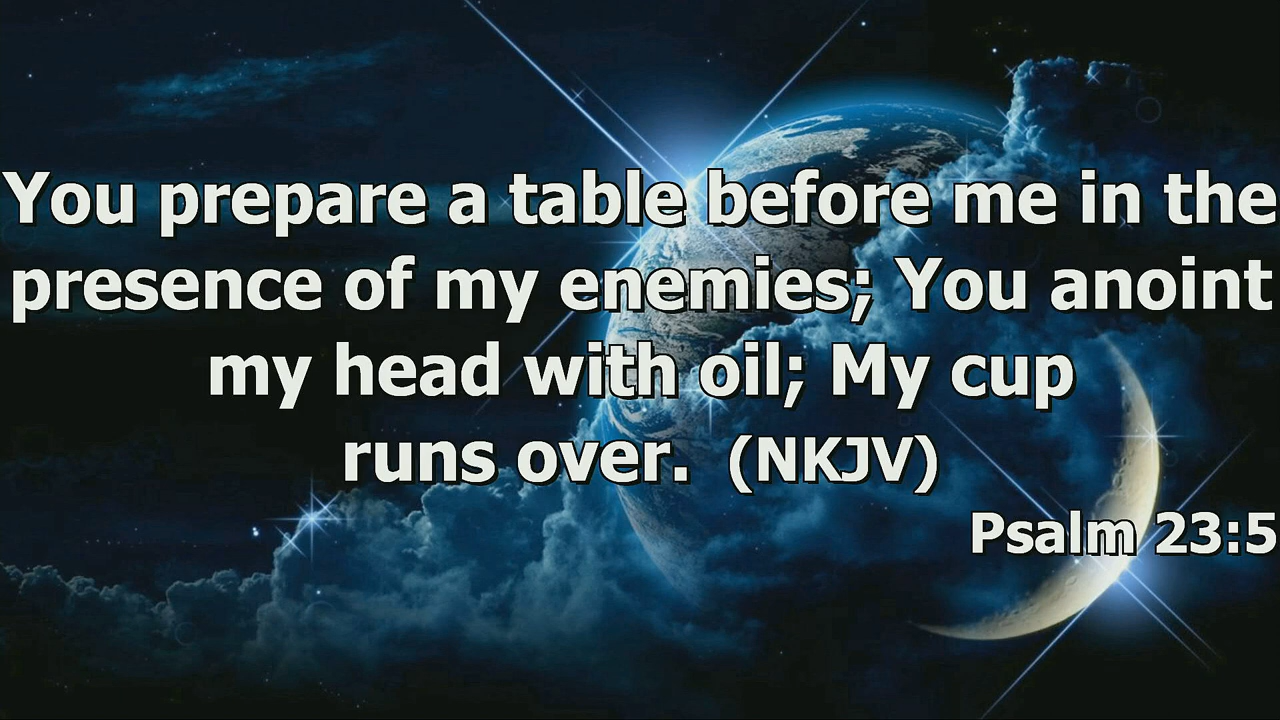 You prepare a table before me in the
presence of my enemies; You anoint
my head with oil; My cup
runs over. (NKJV)
Psalm 23:5